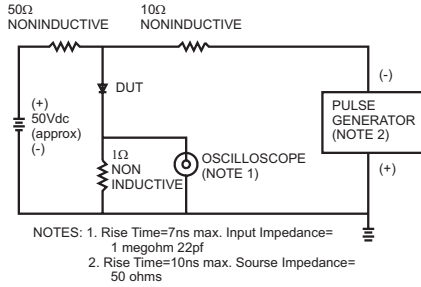 50Ω
NONINDUCTIVE
10Ω
NONINDUCTIVE
(+)
50Vdc
(approx)
(-)
DUT
1Ω
NON
INDUCTIVE
OSCILLOSCOPE
(NOTE 1)
(-)
PULSE
GENERATOR
(NOTE 2)
(+)
NOTES: 1. Rise Time=7ns max. Input Impedance=
1 megohm 22pf
2. Rise Time=10ns max. Sourse Impedance=
50 ohms